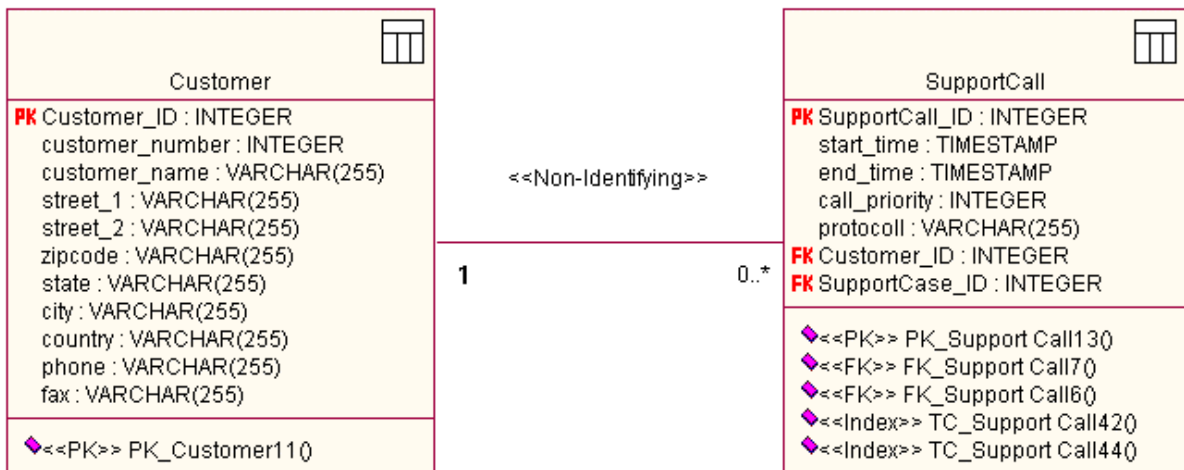 Customer
PK Customer_ID : INTEGER
customer_number : INTEGER
customer_name : VARCHAR(255)
street_1 : VARCHAR(255)
street_2 : VARCHAR(255)
zipcode : VARCHAR(255)
state : VARCHAR(255)
city : VARCHAR(255)
country : VARCHAR(255)
phone : VARCHAR(255)
fax : VARCHAR(255)
<<PK>> PK_Customer11()
<<Non-Identifying>>
1
0..*
SupportCall
PK SupportCall_ID : INTEGER
start_time : TIMESTAMP
end_time : TIMESTAMP
call_priority : INTEGER
protocoll : VARCHAR(255)
FK Customer_ID : INTEGER
FK SupportCase_ID : INTEGER
<<PK>> PK_Support Call13()
<<FK>> FK_Support Call7()
<<FK>> FK_Support Call6()
<<Index>> TC_Support Call42()
<<Index>> TC_Support Call44()